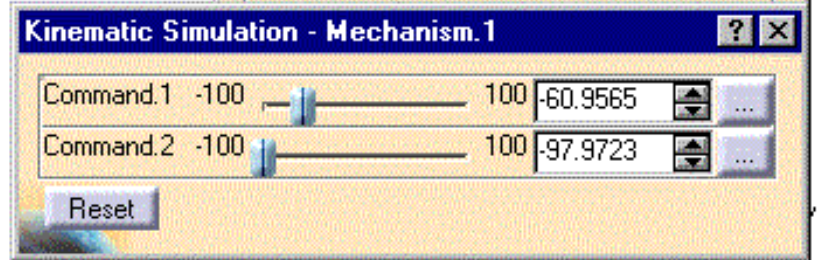 Kinematic Simulation - Mechanism.1 ? ×
Command.1 -100 100 -60.9565 ...
Command.2 -100 100 -97.9723 ...
Reset